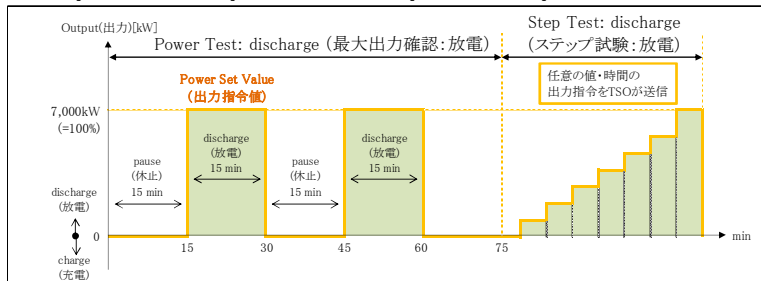 Output(出力)[kW]
Power Test: discharge (最大出力確認:放電)
Step Test: discharge
(ステップ試験:放電)
Power Set Value
(出力指令値)
任意の値・時間の
出力指令をTSOが送信
7,000kW
(=100%)
discharge
(放電)
15 min
discharge
(放電)
15 min
pause
(休止)
15 min
pause
(休止)
15 min
discharge
(放電)
0
charge
(充電)
15
30
45
60
75
min